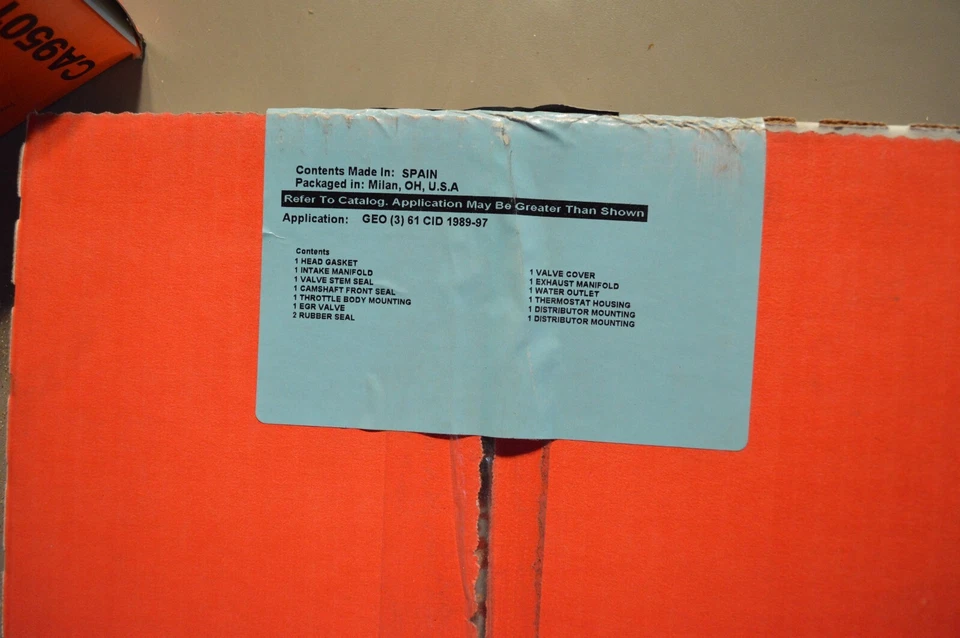 CA9501
Contents Made In: SPAIN
Packaged in: Milan, OH, U.S.A
Refer To Catalog. Application May Be Greater Than Shown
Application: GEO (3) 61 CID 1989-97
Contents
1 HEAD GASKET
1 INTAKE MANIFOLD
1 VALVE STEM SEAL
1 CAMSHAFT FRONT SEAL
1 THROTTLE BODY MOUNTING
1 EGR VALVE
2 RUBBER SEAL
1 VALVE COVER
1 EXHAUST MANIFOLD
1 WATER OUTLET
1 THERMOSTAT HOUSING
1 DISTRIBUTOR MOUNTING
1 DISTRIBUTOR MOUNTING